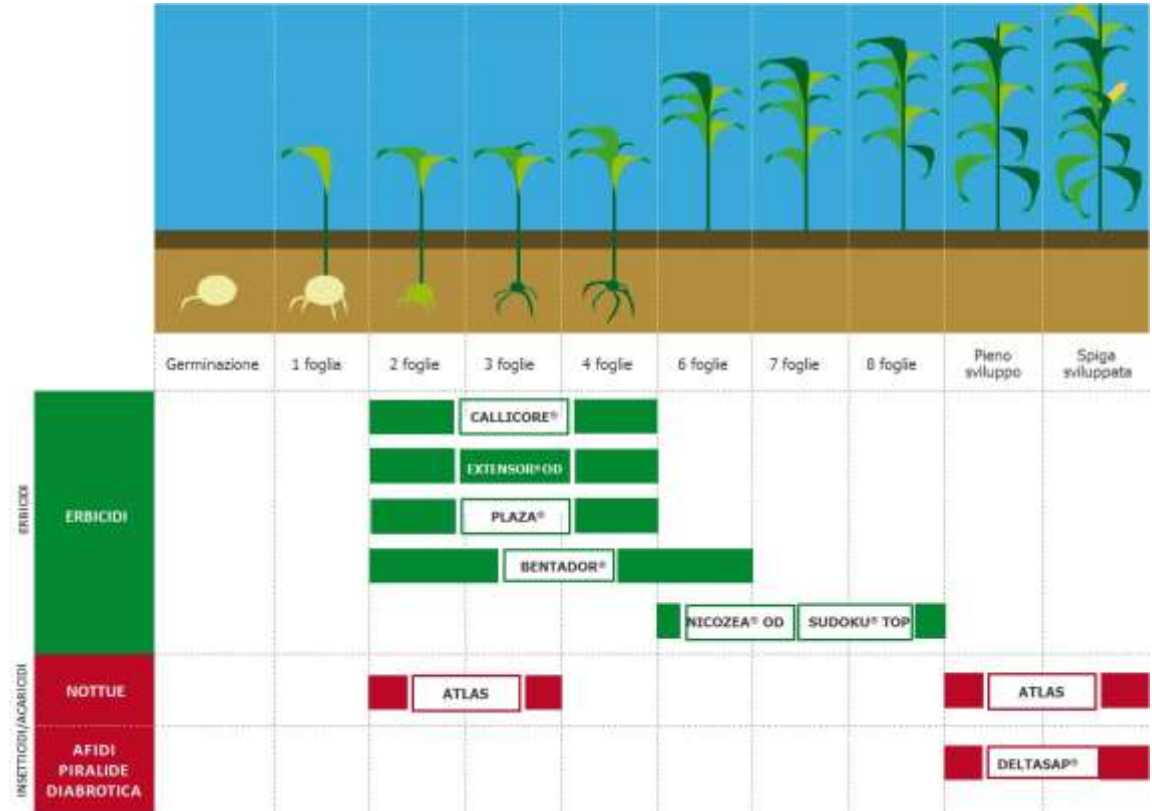 Germinazione
1 foglia
2 foglie
3 foglie
4 foglie
6 foglie
7 foglie
8 foglie
Pieno
sviluppo
Spiga
sviluppata
ERBICIDI
ERBICIDI
CALLICORE®
EXTENSOR®OD
PLAZA®
BENTADOR®
NICOZEA® OD
SUDOKU® TOP
INSETTICIDI/ACARICIDI
NOTTUE
ATLAS
ATLAS
AFIDI
PIRALIDE
DIABROTICA
DELTASAP®